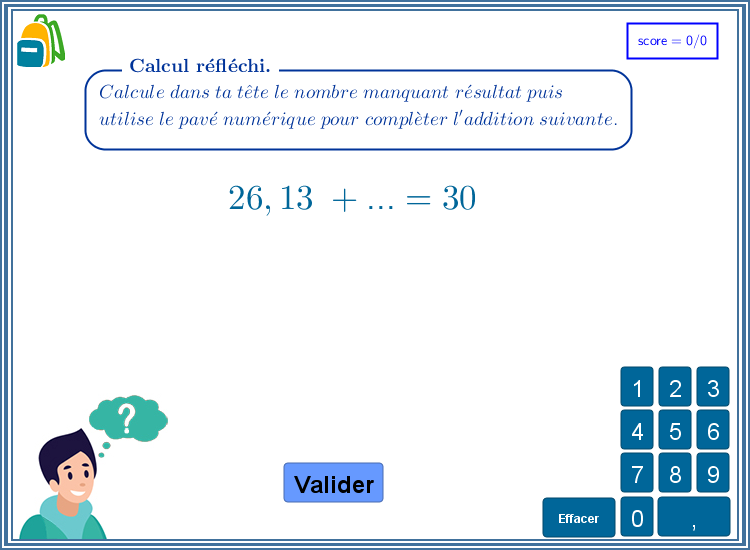 score = 0/0
Calcul réfléchi.
Calcule dans ta tête le nombre manquant résultat puis
utilise le pavé numérique pour complèter l'addition suivante.
26, 13 + ... = 30
?
1 2 3
4 5 6
7 8 9
Valider
Effacer 0 ,